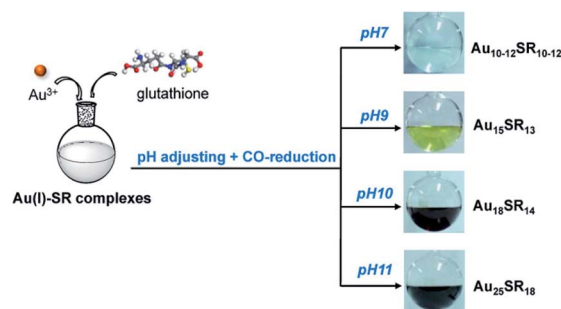 Au³⁺
glutathione
Au(I)-SR complexes
pH adjusting + CO-reduction
pH7
Au₁₀₋₁₂SR₁₀₋₁₂
pH9
Au₁₅SR₁₃
pH10
Au₁₈SR₁₄
pH11
Au₂₅SR₁₈